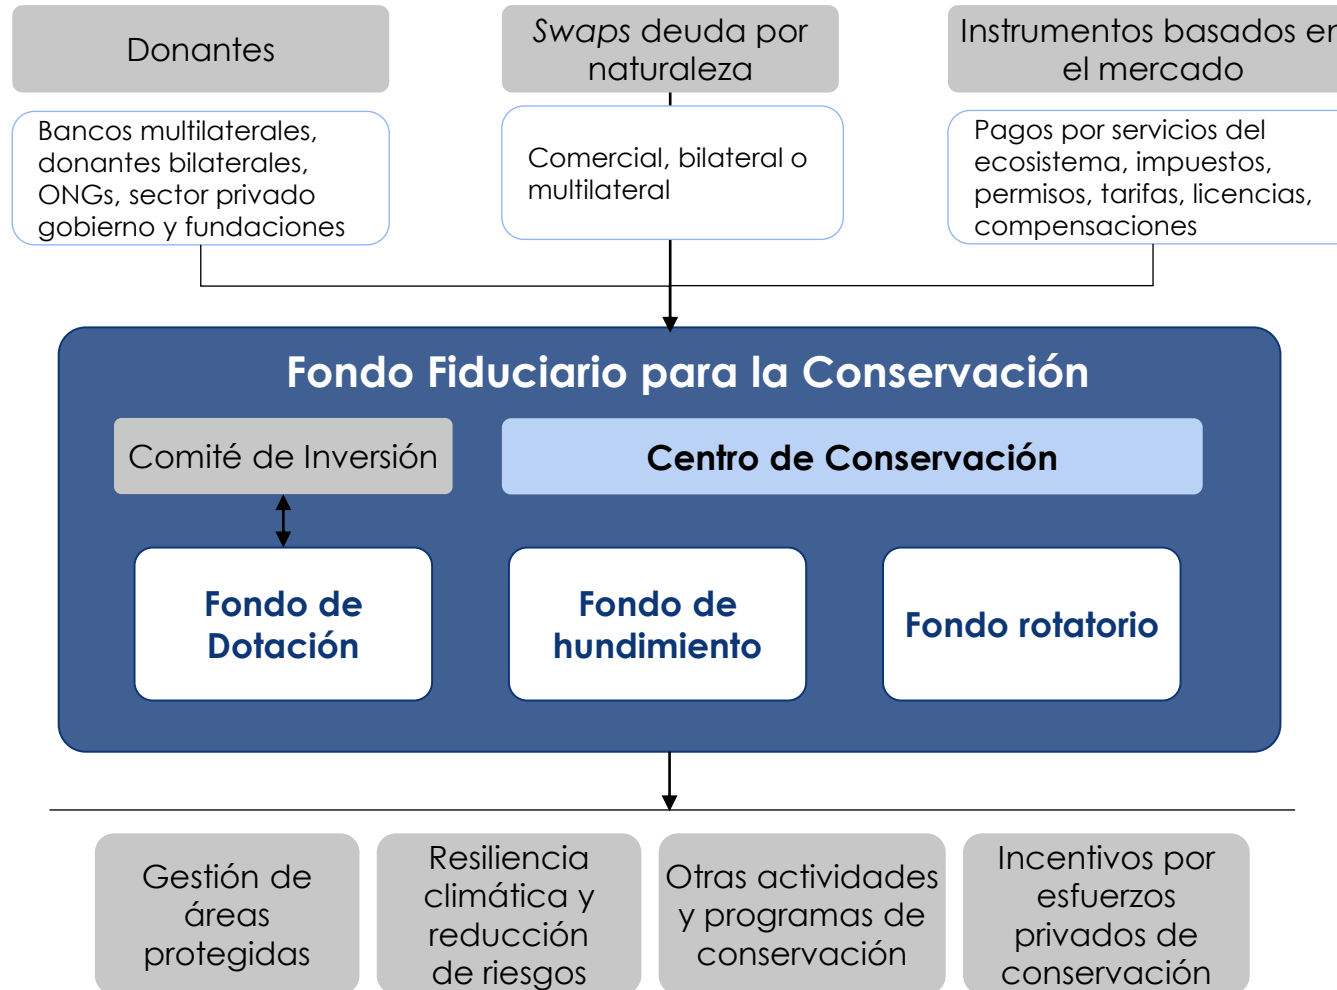 Donantes
Swaps deuda por
naturaleza
Instrumentos basados en
el mercado
Bancos multilaterales,
donantes bilaterales,
ONGs, sector privado
gobierno y fundaciones
Comercial, bilateral o
multilateral
Pagos por servicios del
ecosistema, impuestos,
permisos, tarifas, licencias,
compensaciones
Fondo Fiduciario para la Conservación
Comité de Inversión
Centro de Conservación
Fondo de
Dotación
Fondo de
hundimiento
Fondo rotatorio
Gestión de
áreas
protegidas
Resiliencia
climática y
reducción
de riesgos
Otras actividades
y programas de
conservación
Incentivos por
esfuerzos
privados de
conservación